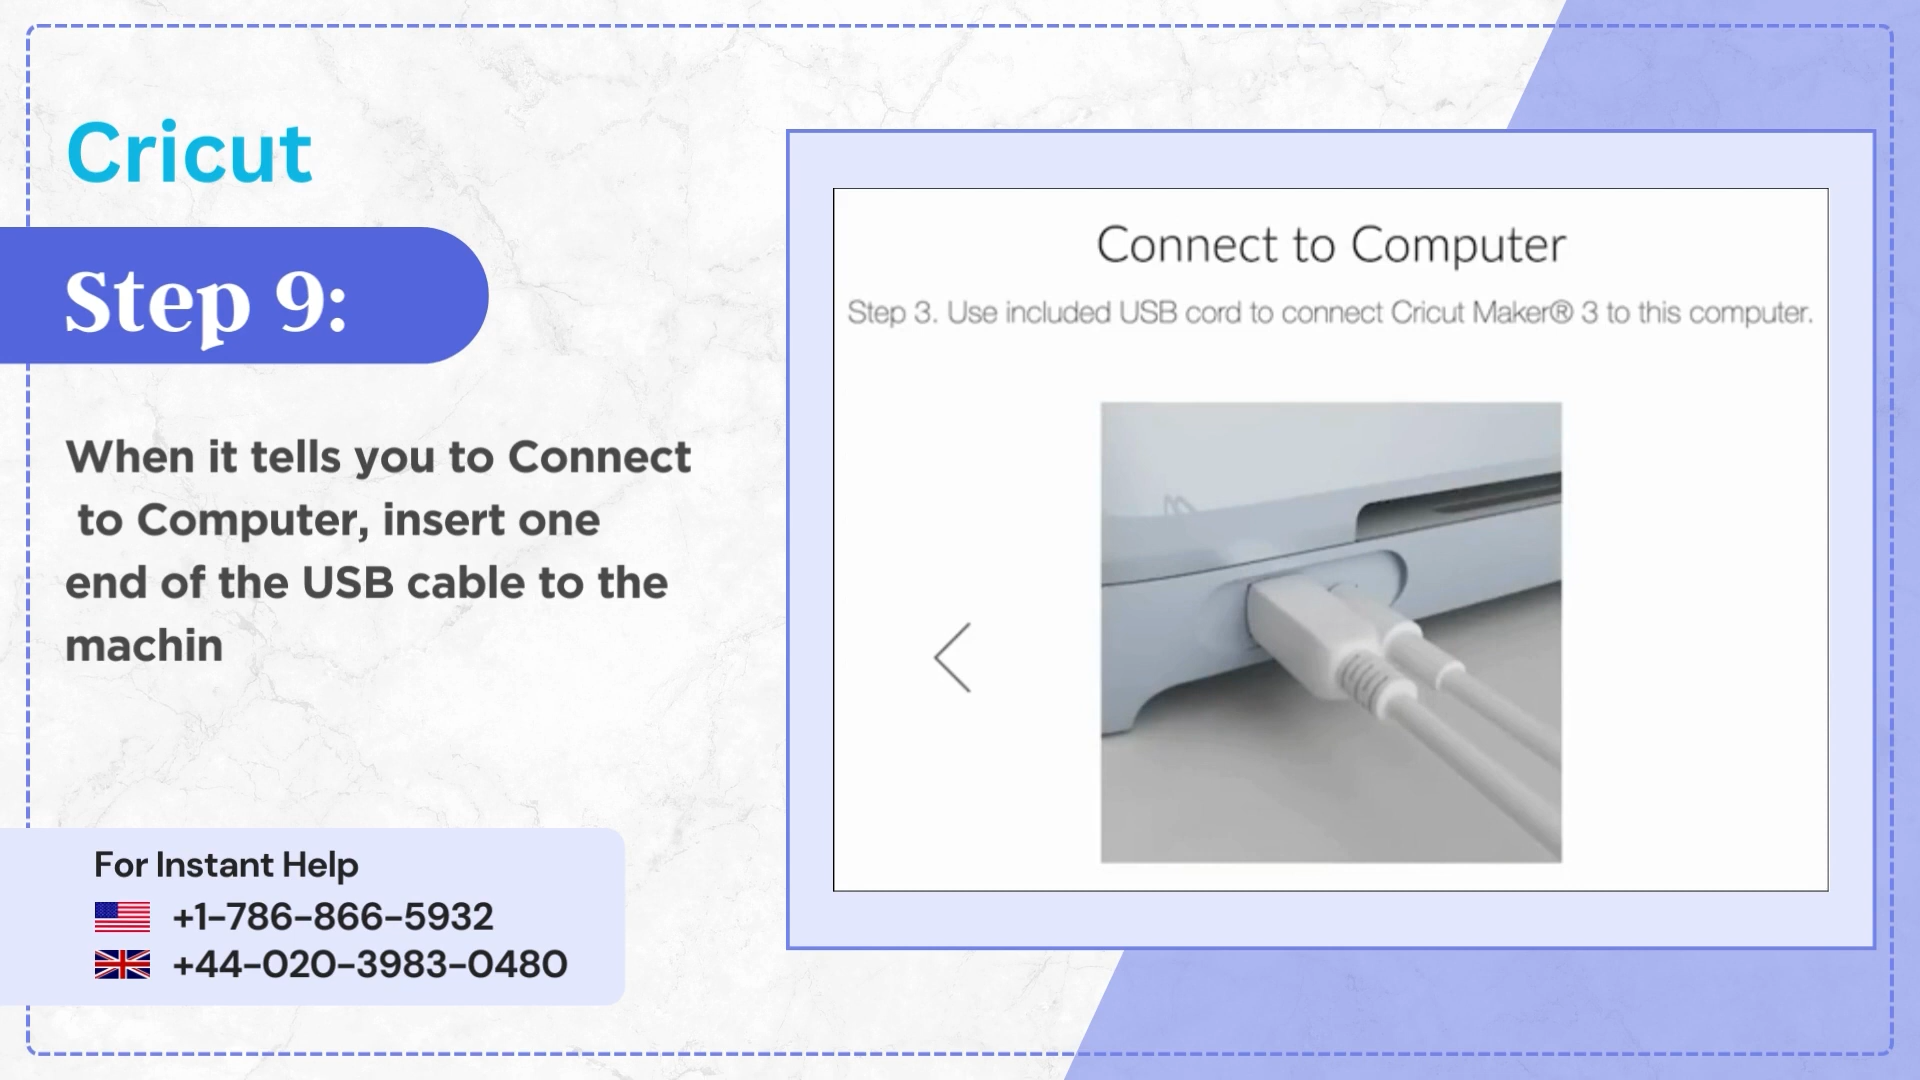 Cricut
Step 9:
When it tells you to Connect
to Computer, insert one
end of the USB cable to the
machin
For Instant Help
+1-786-866-5932
+44-020-3983-0480
Connect to Computer
Step 3. Use included USB cord to connect Cricut Maker® 3 to this computer.